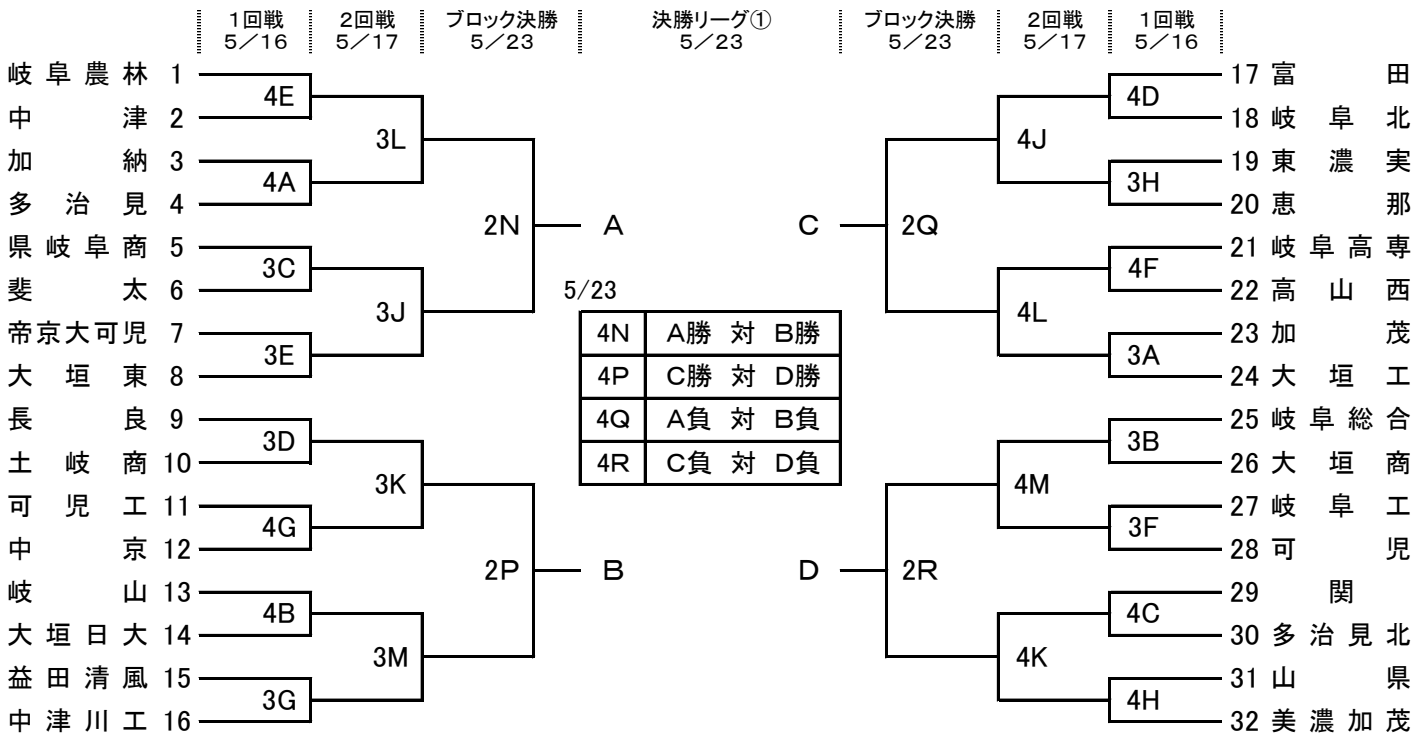 1回戦 2回戦 ブロック決勝 決勝リーグ① ブロック決勝 2回戦 1回戦
5/16 5/17 5/23 5/23 5/23 5/17 5/16
岐阜農林 1 17 富田
4E 4D
中津 2 18 岐阜北
3L 4J
加納 3 19 東濃実
4A 3H
多治見 4 20 恵那
2N A C 2Q
県岐阜商 5 21 岐阜高専
3C 4F
斐太 6 5/23 22 高山西
3J 4L
4N A勝 対 B勝
帝京大可児 7 23 加茂
3E 4P C勝 対 D勝 3A
大垣東 8 24 大垣工
4Q A負 対 B負
長良 9 25 岐阜総合
3D 4R C負 対 D負 3B
土岐商 10 26 大垣商
3K 4M
可児工 11 27 岐阜工
4G 3F
中京 12 28 可児
2P B D 2R
岐山 13 29 関
4B 4C
大垣日大 14 30 多治見北
3M 4K
益田清風 15 31 山県
3G 4H
中津川工 16 32 美濃加茂